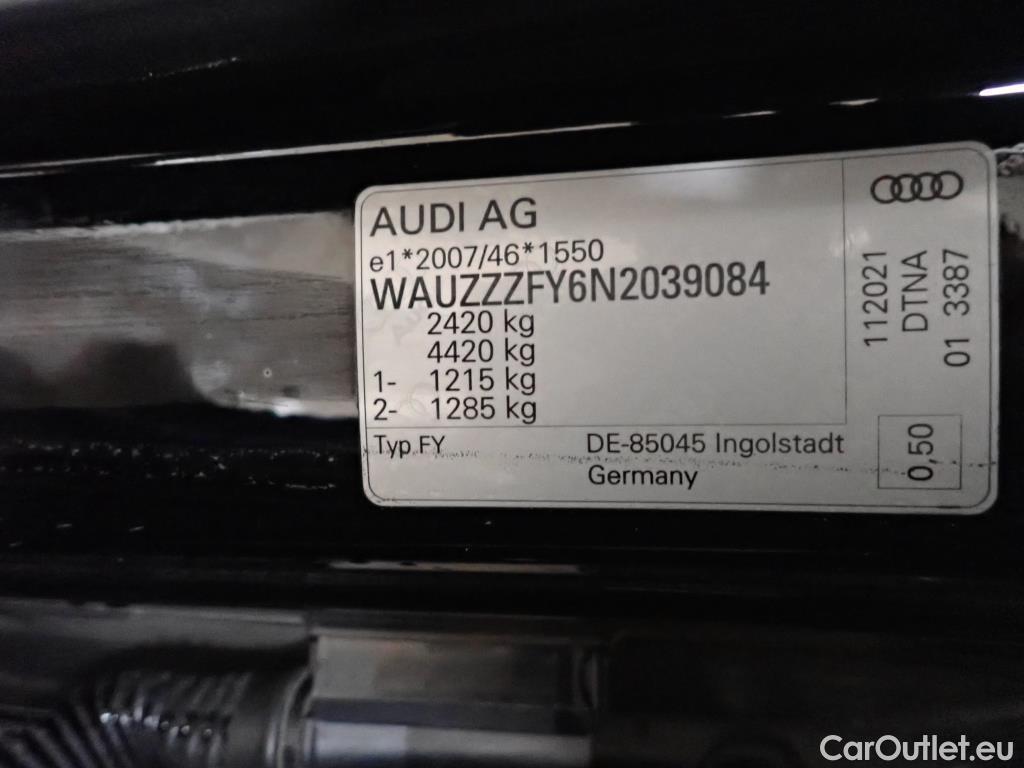 AUDI AG
e1*2007/46*1550
WAUZZZFY6N2039084
2420 kg
4420 kg
1- 1215 kg
2- 1285 kg
Typ FY DE-85045 Ingolstadt
Germany
112021
DTNA
01 3387
0,50
CarOutlet.eu